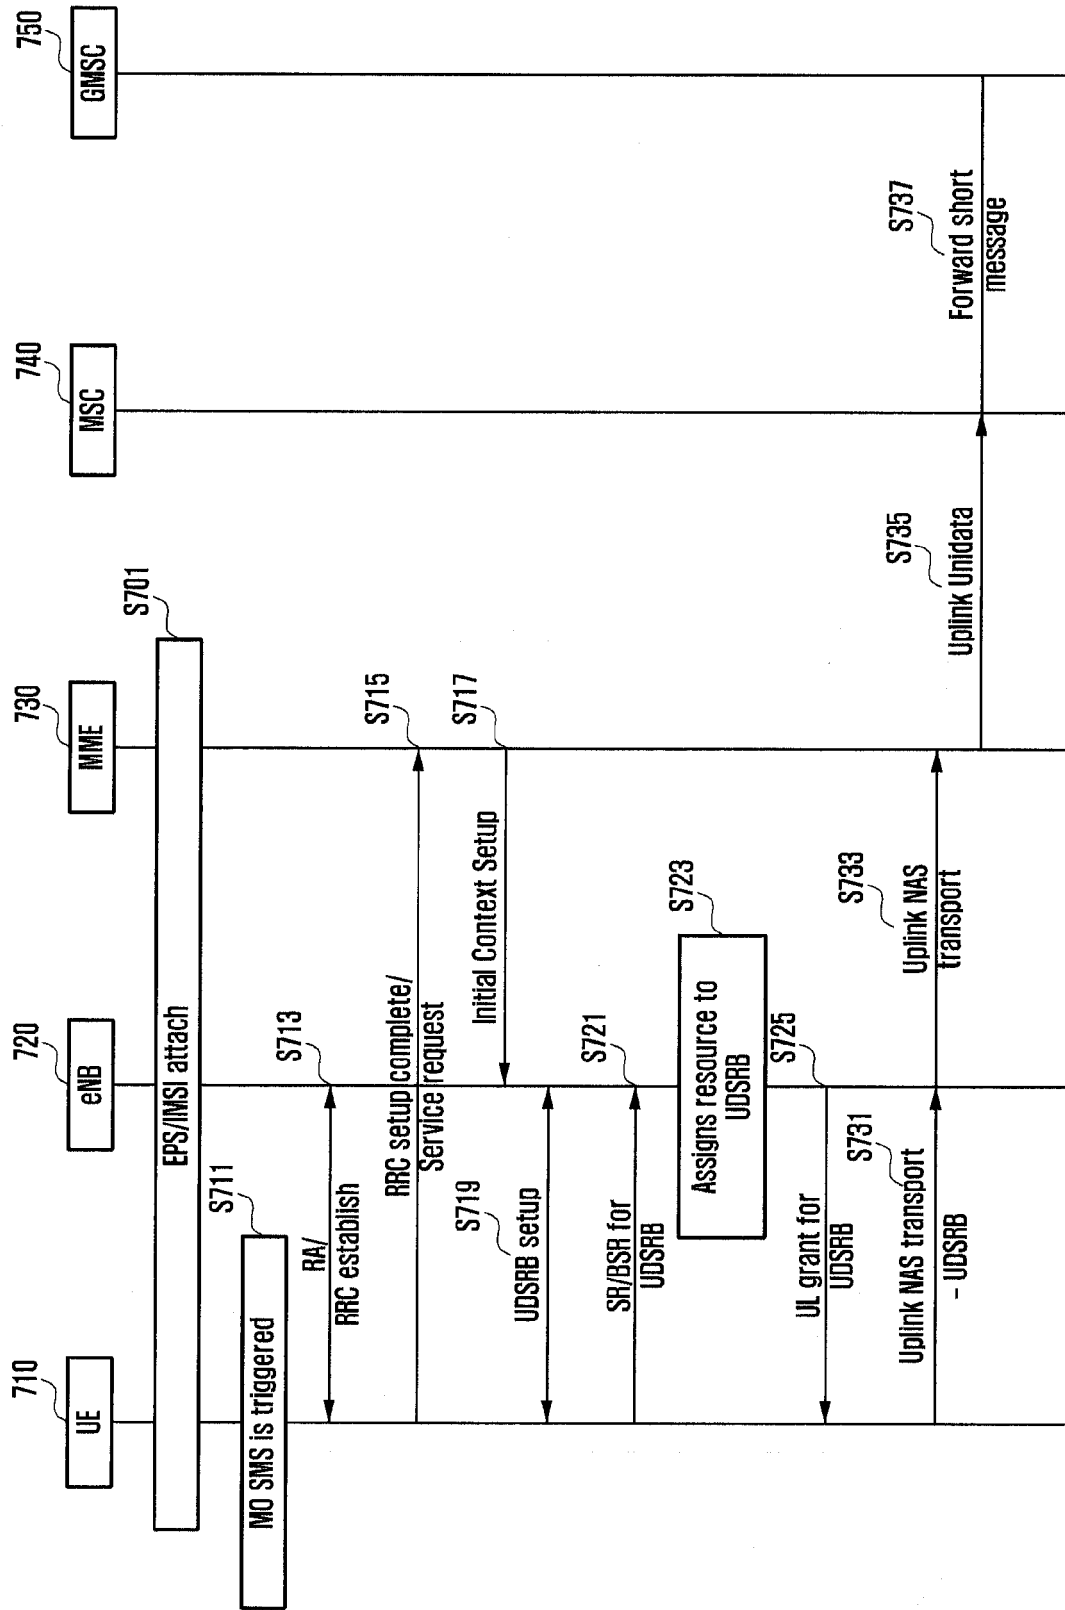 710
720
730
740
750
UE
eNB
MME
MSC
GMSC
S701
EPS/IMSI attach
S711
MO SMS is triggered
S713
RA/
RRC establish
S715
RRC setup complete/
Service request
S717
Initial Context Setup
S719
UDSRB setup
S721
SR/BSR for
UDSRB
S723
Assigns resource to
UDSRB
S725
UL grant for
UDSRB
S731
Uplink NAS transport
– UDSRB
S733
Uplink NAS
transport
S735
Uplink Unidata
S737
Forward short
message